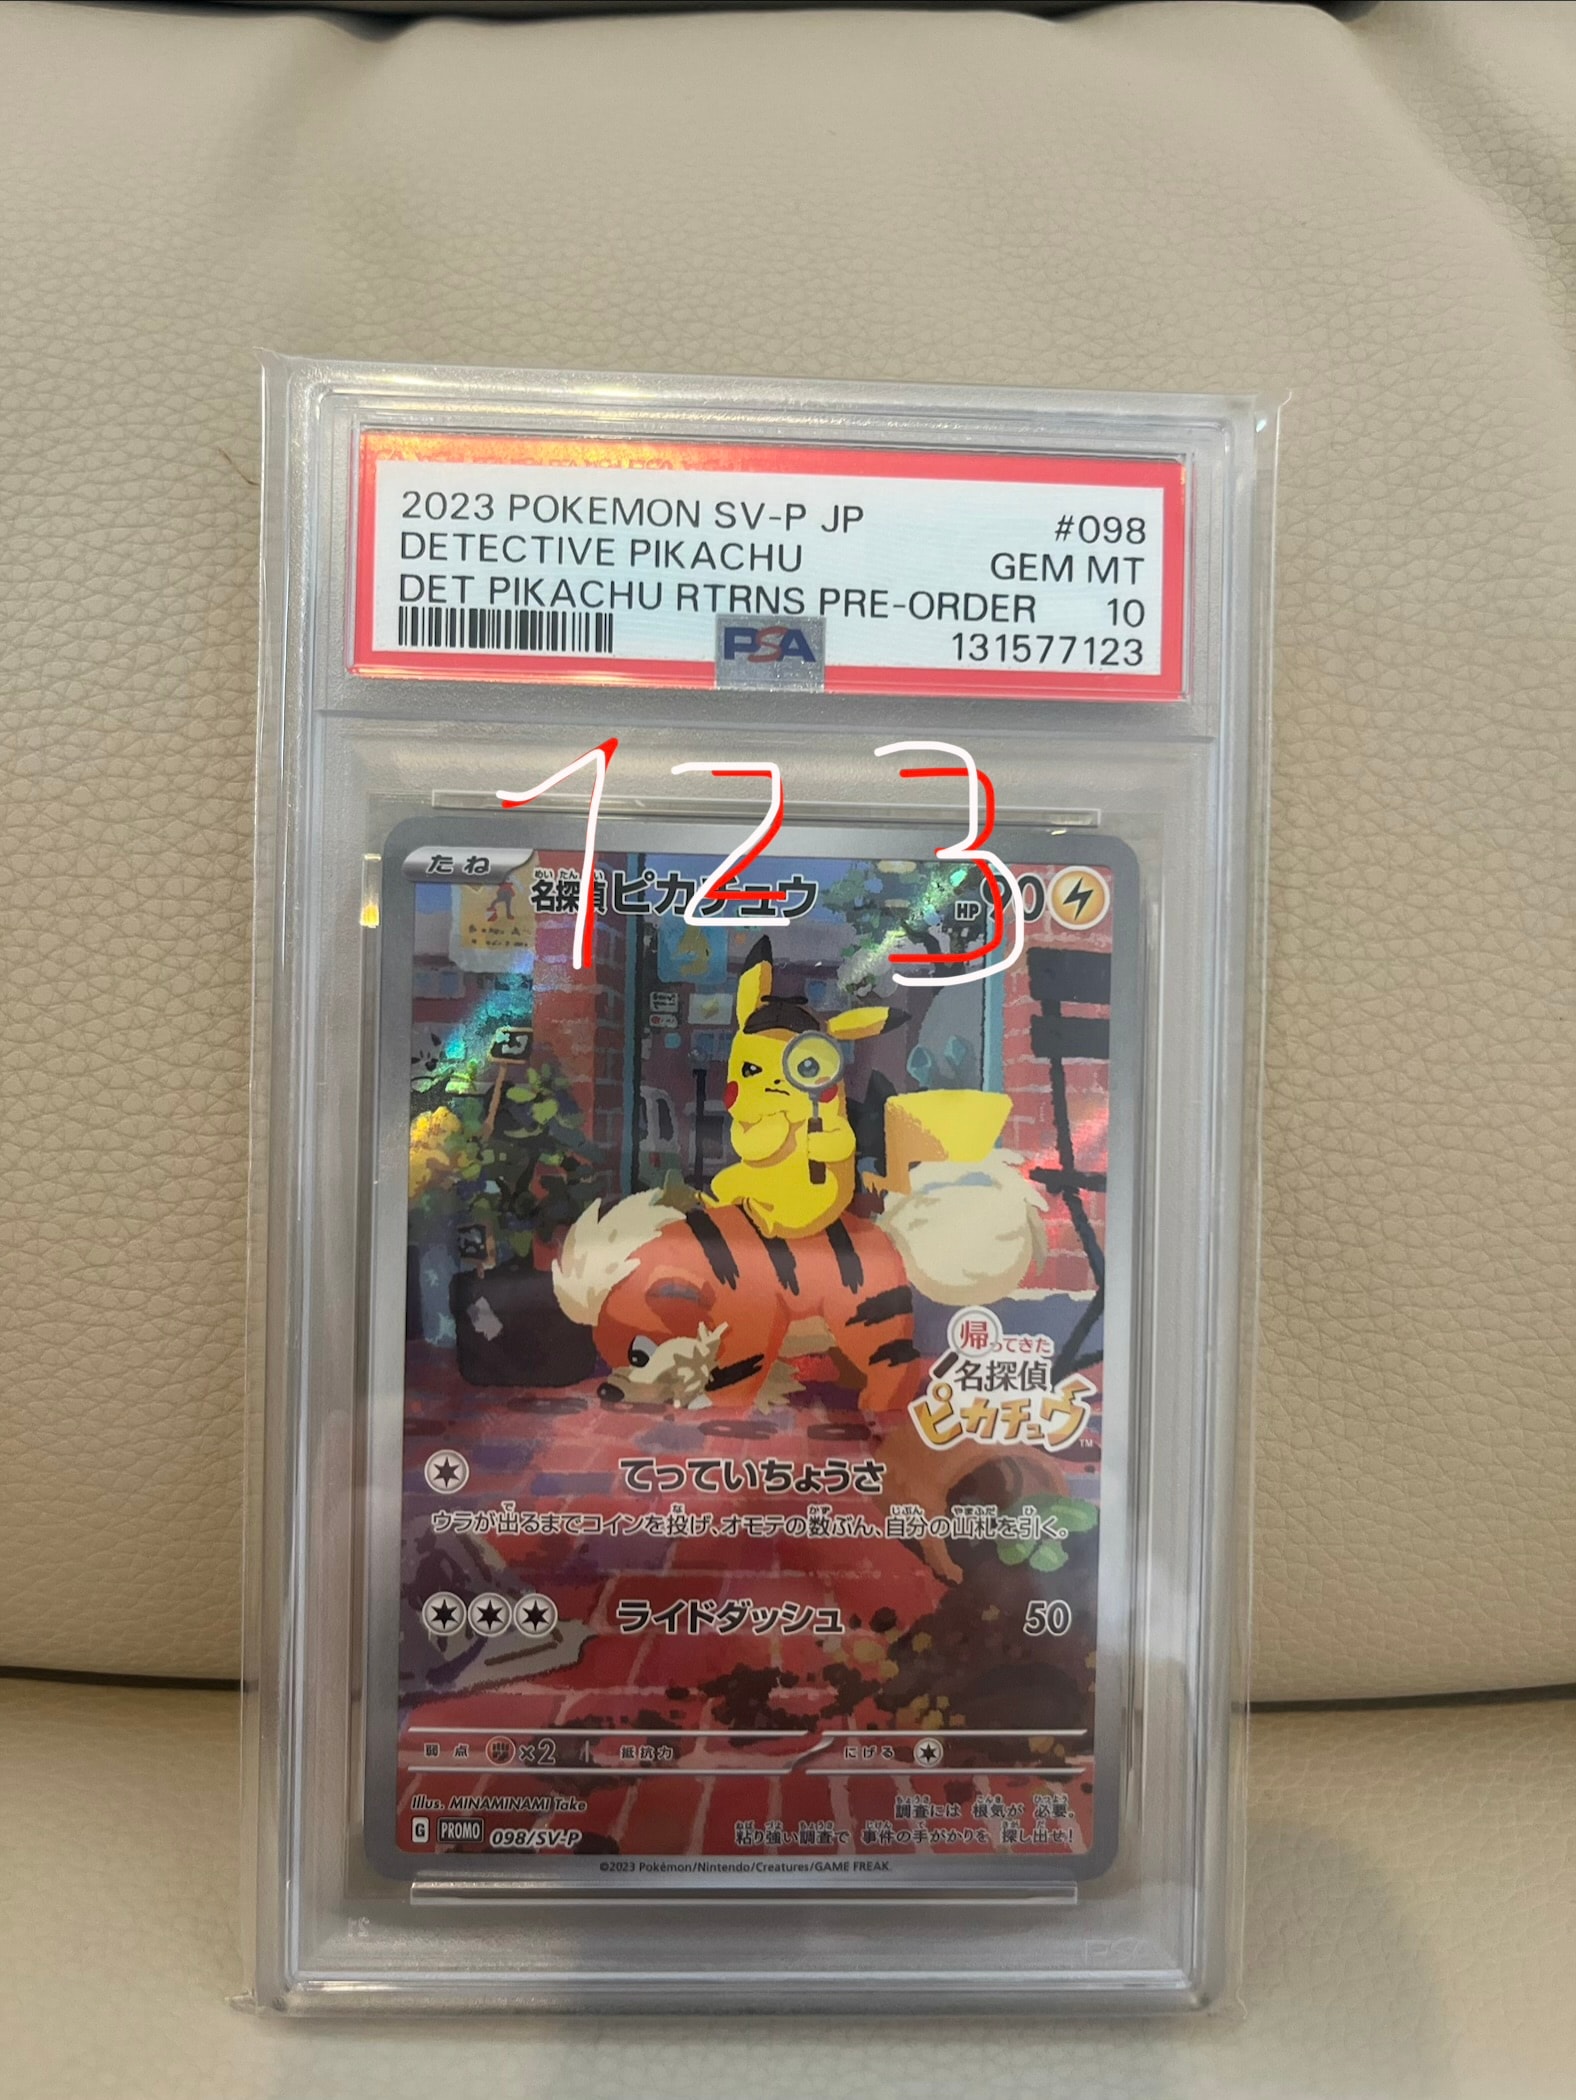 2023 POKEMON SV-P JP #098
DETECTIVE PIKACHU GEM MT
DET PIKACHU RTRNS PRE-ORDER 10
PSA 131577123
1 2 3
たね 名探偵ピカチュウ HP 90
帰ってきた
名探偵
ピカチュウ TM
てっていちょうさ
ウラが出るまでコインを投げ、オモテの数ぶん、自分の山札を引く。
ライドダッシュ 50
弱点 ×2 抵抗力 にげる
Illus. MINAMINAMI Take
調査には 根気が 必要。
G PROMO 098/SV-P 粘り強い調査で 事件の手がかりを 探し出せ!
©2023 Pokémon/Nintendo/Creatures/GAME FREAK.
PSA